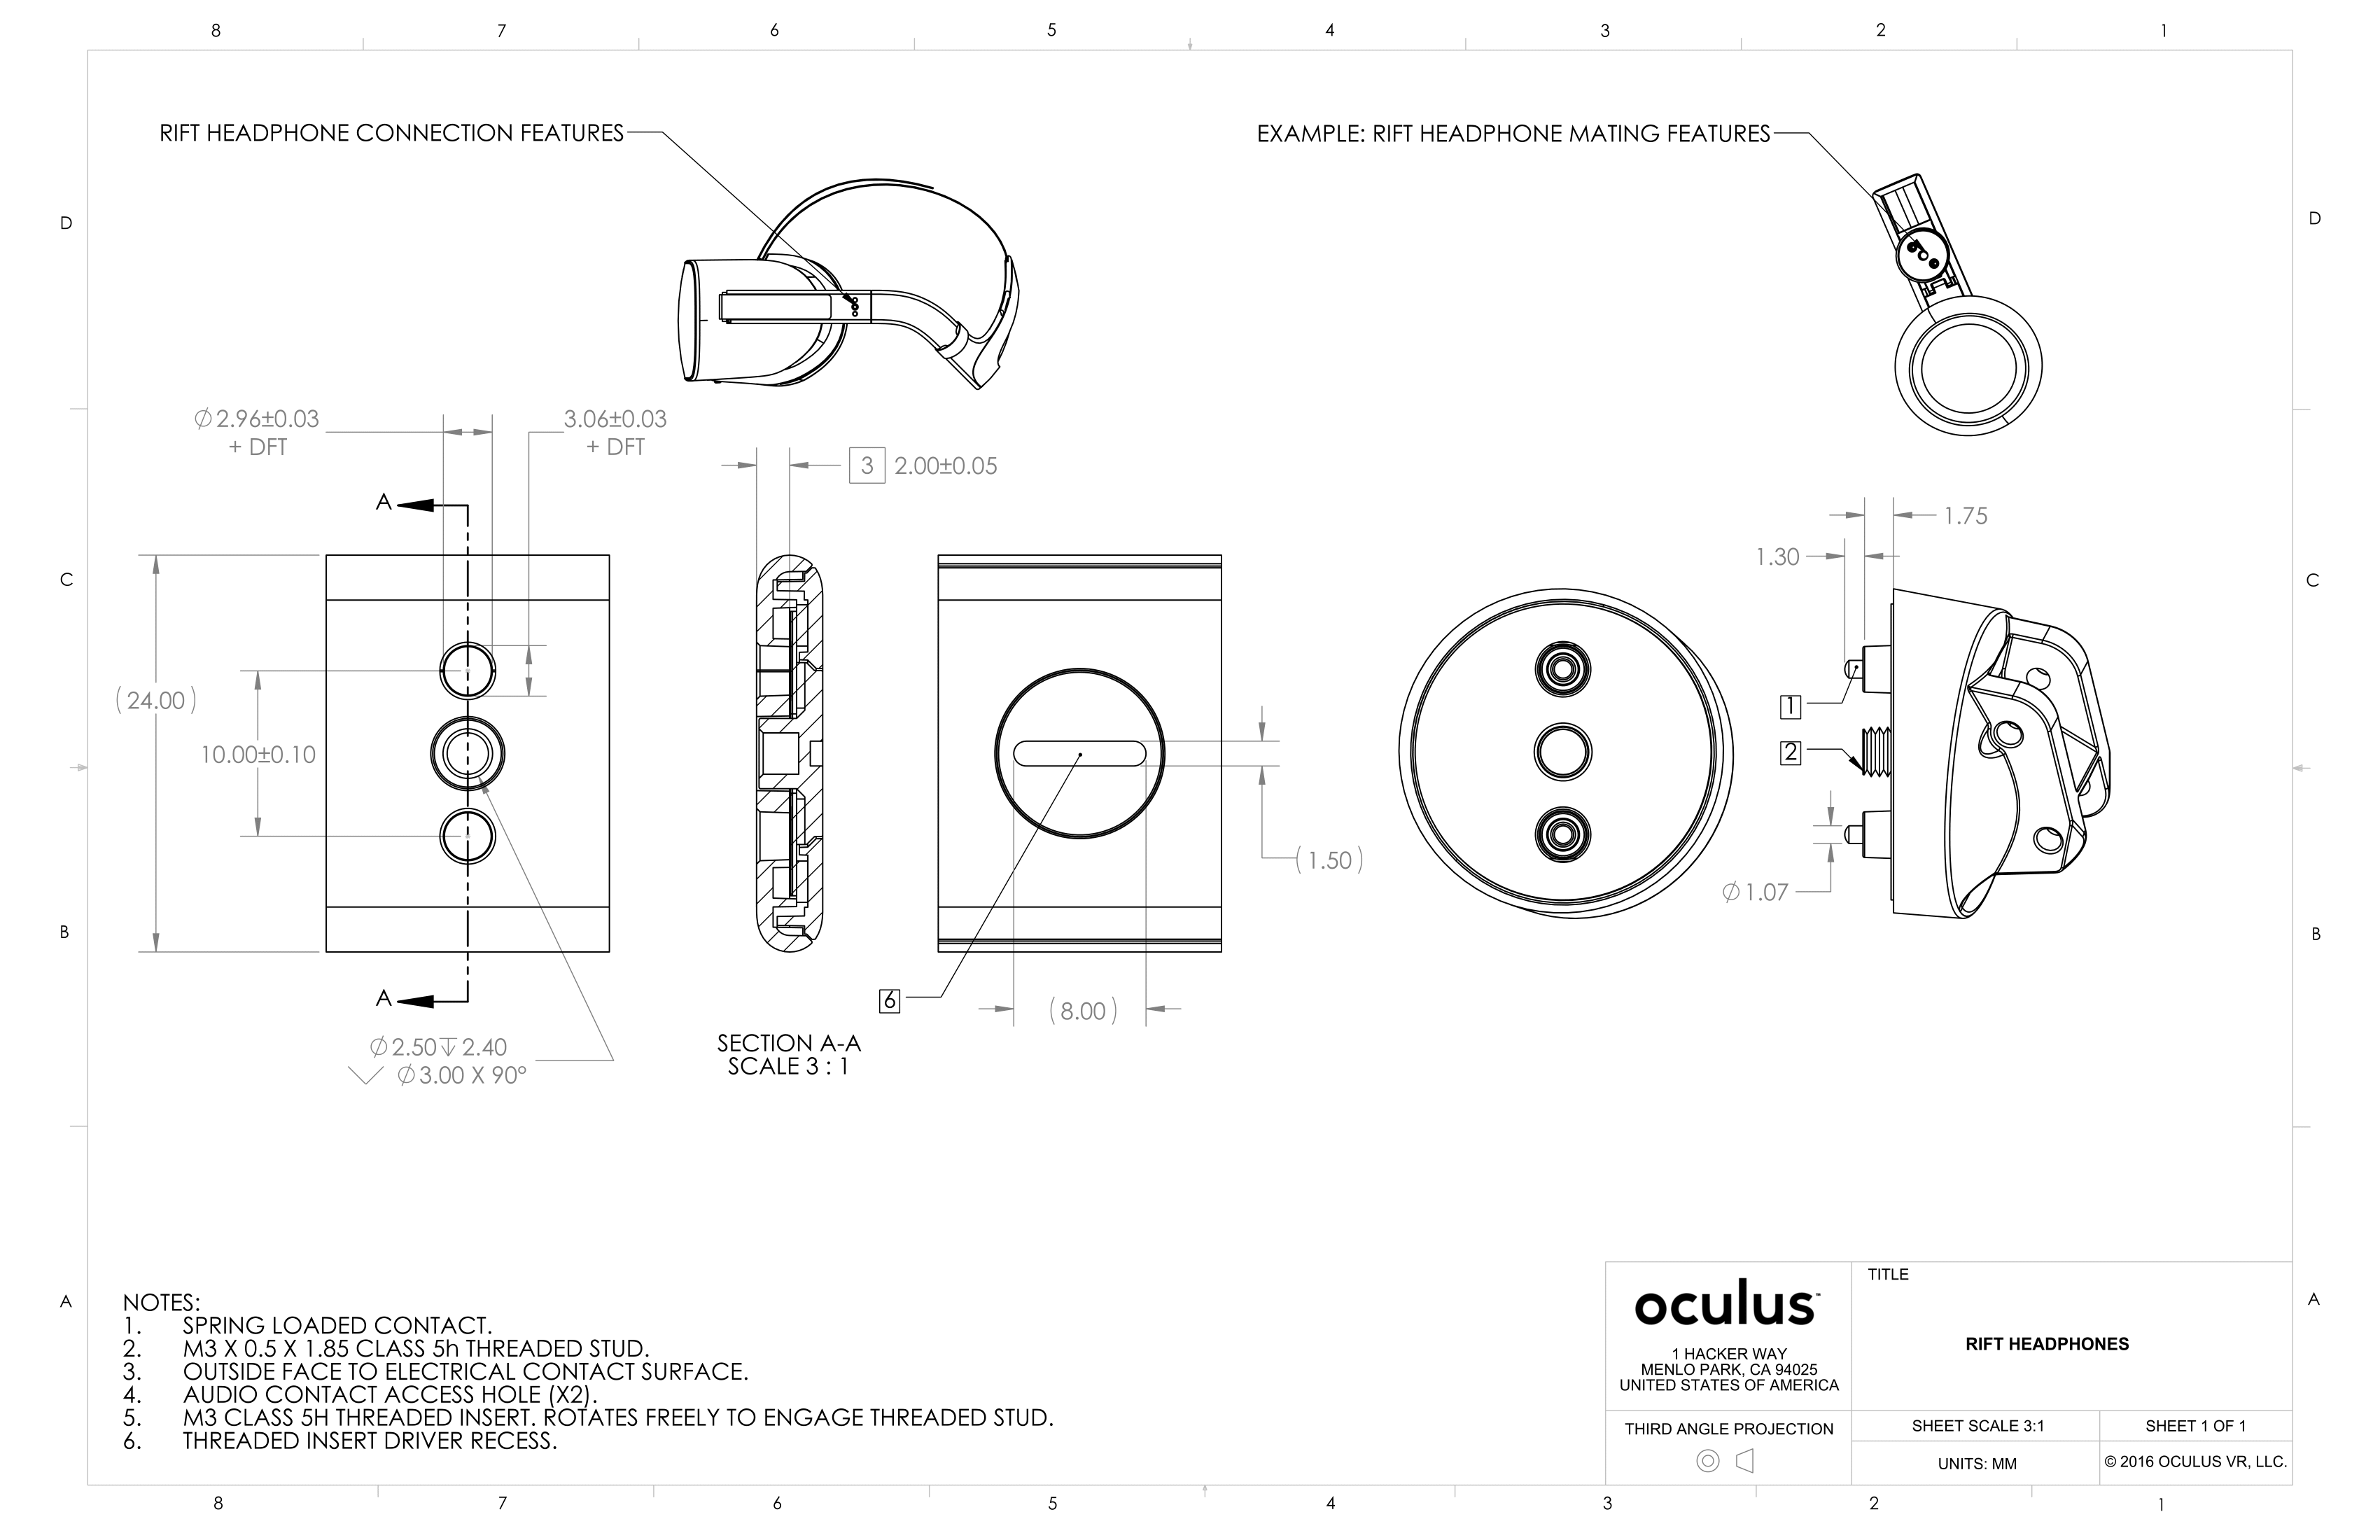 8 7 6 5 4 3 2 1
RIFT HEADPHONE CONNECTION FEATURES
EXAMPLE: RIFT HEADPHONE MATING FEATURES
D D
⌀2.96±0.03
+ DFT
3.06±0.03
+ DFT
3 2.00±0.05
A
1.75
1.30
C C
(24.00)
10.00±0.10
1
2
(1.50)
⌀1.07
B B
A
6
(8.00)
⌀2.50↧2.40
⌵ ⌀3.00 X 90°
SECTION A-A
SCALE 3 : 1
A A
NOTES:
1. SPRING LOADED CONTACT.
2. M3 X 0.5 X 1.85 CLASS 5h THREADED STUD.
3. OUTSIDE FACE TO ELECTRICAL CONTACT SURFACE.
4. AUDIO CONTACT ACCESS HOLE (X2).
5. M3 CLASS 5H THREADED INSERT. ROTATES FREELY TO ENGAGE THREADED STUD.
6. THREADED INSERT DRIVER RECESS.
oculus™
1 HACKER WAY
MENLO PARK, CA 94025
UNITED STATES OF AMERICA
THIRD ANGLE PROJECTION
TITLE
RIFT HEADPHONES
SHEET SCALE 3:1
SHEET 1 OF 1
UNITS: MM
© 2016 OCULUS VR, LLC.
8 7 6 5 4 3 2 1